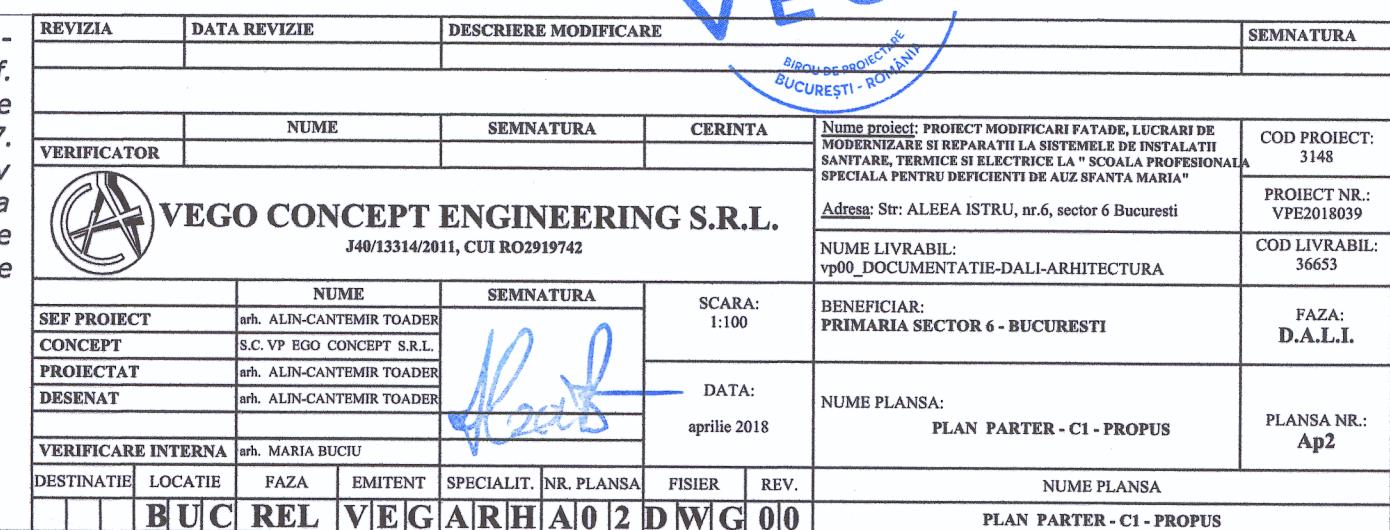 REVIZIA DATA REVIZIE DESCRIERE MODIFICARE SEMNATURA
BIROU DE PROIECTARE
BUCUREȘTI - ROMÂNIA
NUME SEMNATURA CERINTA
VERIFICATOR
VEGO CONCEPT ENGINEERING S.R.L.
J40/13314/2011, CUI RO2919742
Nume proiect: PROIECT MODIFICARI FATADE, LUCRARI DE
MODERNIZARE SI REPARATII LA SISTEMELE DE INSTALATII
SANITARE, TERMICE SI ELECTRICE LA " SCOALA PROFESIONALA
SPECIALA PENTRU DEFICIENTI DE AUZ SFANTA MARIA"
Adresa: Str: ALEEA ISTRU, nr.6, sector 6 Bucuresti
COD PROIECT:
3148
PROIECT NR.:
VPE2018039
NUME LIVRABIL:
vp00_DOCUMENTATIE-DALI-ARHITECTURA
COD LIVRABIL:
36653
NUME SEMNATURA
SEF PROIECT arh. ALIN-CANTEMIR TOADER
CONCEPT S.C. VP EGO CONCEPT S.R.L.
PROIECTAT arh. ALIN-CANTEMIR TOADER
DESENAT arh. ALIN-CANTEMIR TOADER
VERIFICARE INTERNA arh. MARIA BUCIU
SCARA:
1:100
DATA:
aprilie 2018
BENEFICIAR:
PRIMARIA SECTOR 6 - BUCURESTI
FAZA:
D.A.L.I.
NUME PLANSA:
PLAN PARTER - C1 - PROPUS
PLANSA NR.:
Ap2
DESTINATIE LOCATIE FAZA EMITENT SPECIALIT. NR. PLANSA FISIER REV. NUME PLANSA
BUC REL VEG ARH A02 DWG 00 PLAN PARTER - C1 - PROPUS